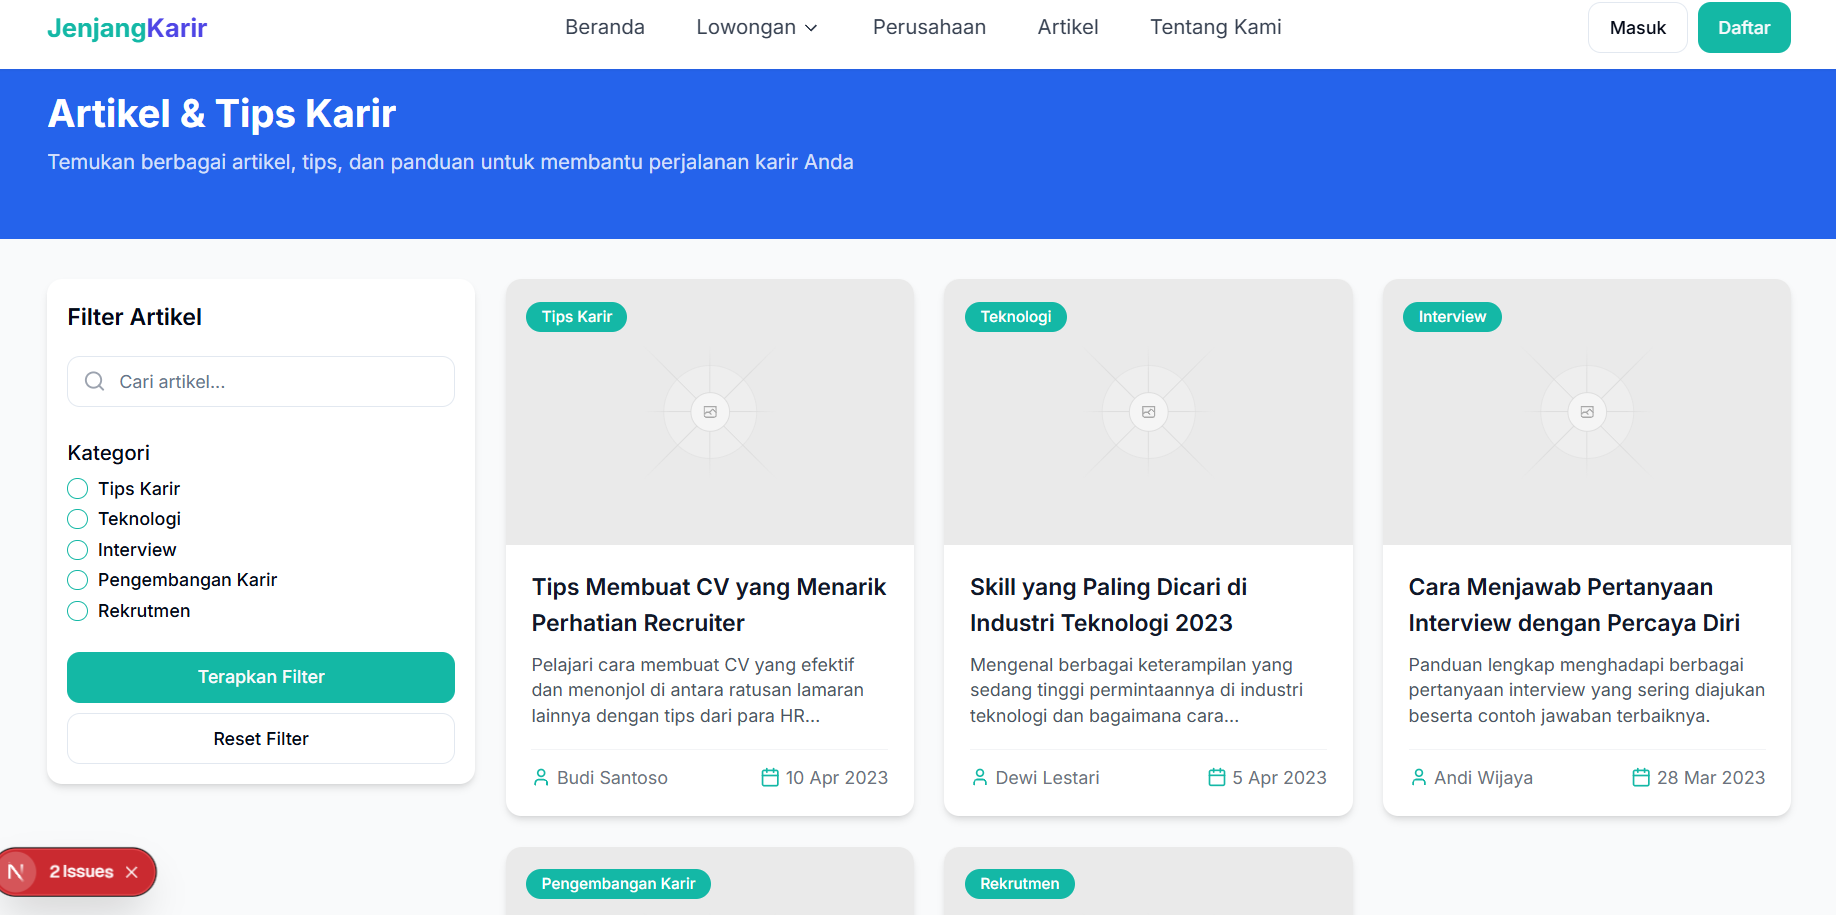 JenjangKarir
Beranda
Lowongan
Perusahaan
Artikel
Tentang Kami
Masuk
Daftar
Artikel & Tips Karir
Temukan berbagai artikel, tips, dan panduan untuk membantu perjalanan karir Anda
Filter Artikel
Cari artikel...
Kategori
Tips Karir
Teknologi
Interview
Pengembangan Karir
Rekrutmen
Terapkan Filter
Reset Filter
Tips Karir
Tips Membuat CV yang Menarik
Perhatian Recruiter
Pelajari cara membuat CV yang efektif
dan menonjol di antara ratusan lamaran
lainnya dengan tips dari para HR...
Budi Santoso
10 Apr 2023
Teknologi
Skill yang Paling Dicari di
Industri Teknologi 2023
Mengenal berbagai keterampilan yang
sedang tinggi permintaannya di industri
teknologi dan bagaimana cara...
Dewi Lestari
5 Apr 2023
Interview
Cara Menjawab Pertanyaan
Interview dengan Percaya Diri
Panduan lengkap menghadapi berbagai
pertanyaan interview yang sering diajukan
beserta contoh jawaban terbaiknya.
Andi Wijaya
28 Mar 2023
Pengembangan Karir
Rekrutmen
N
2 Issues